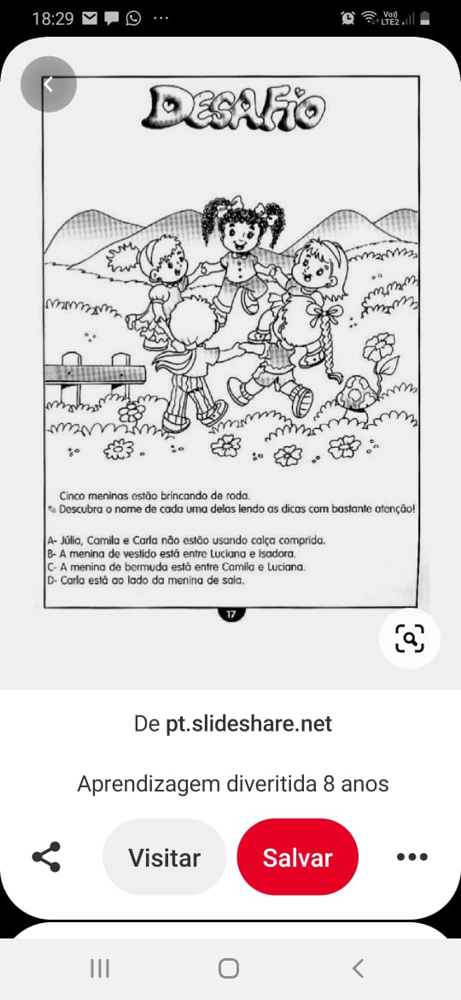 18:29
Vo)
LTE2
DESAFIO
Cinco meninas estão brincando de roda.
Descubra o nome de cada uma delas lendo as dicas com bastante atenção!
A- Júlia, Camila e Carla não estão usando calça comprida.
B- A menina de vestido está entre Luciana e Isadora.
C- A menina de bermuda está entre Camila e Luciana.
D- Carla está ao lado da menina de saia.
17
De pt.slideshare.net
Aprendizagem diveritida 8 anos
Visitar
Salvar